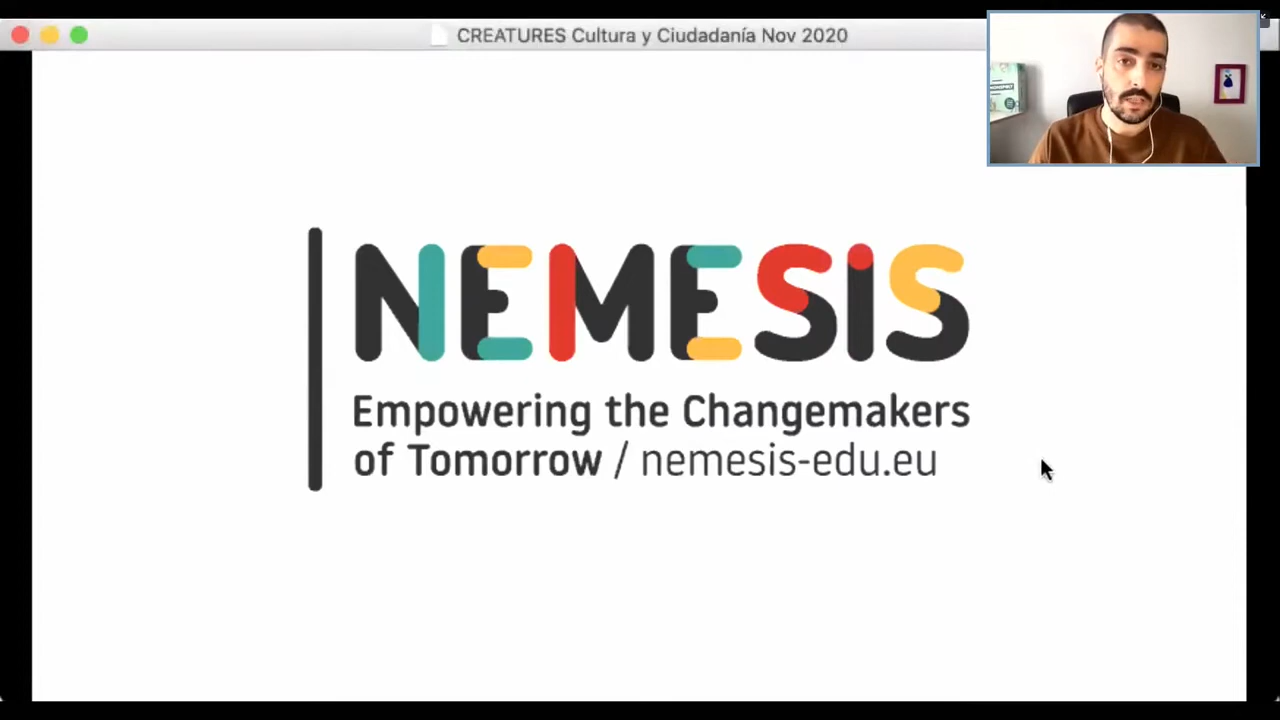 CREATURES Cultura y Ciudadanía Nov 2020
NEMESIS
Empowering the Changemakers
of Tomorrow / nemesis-edu.eu